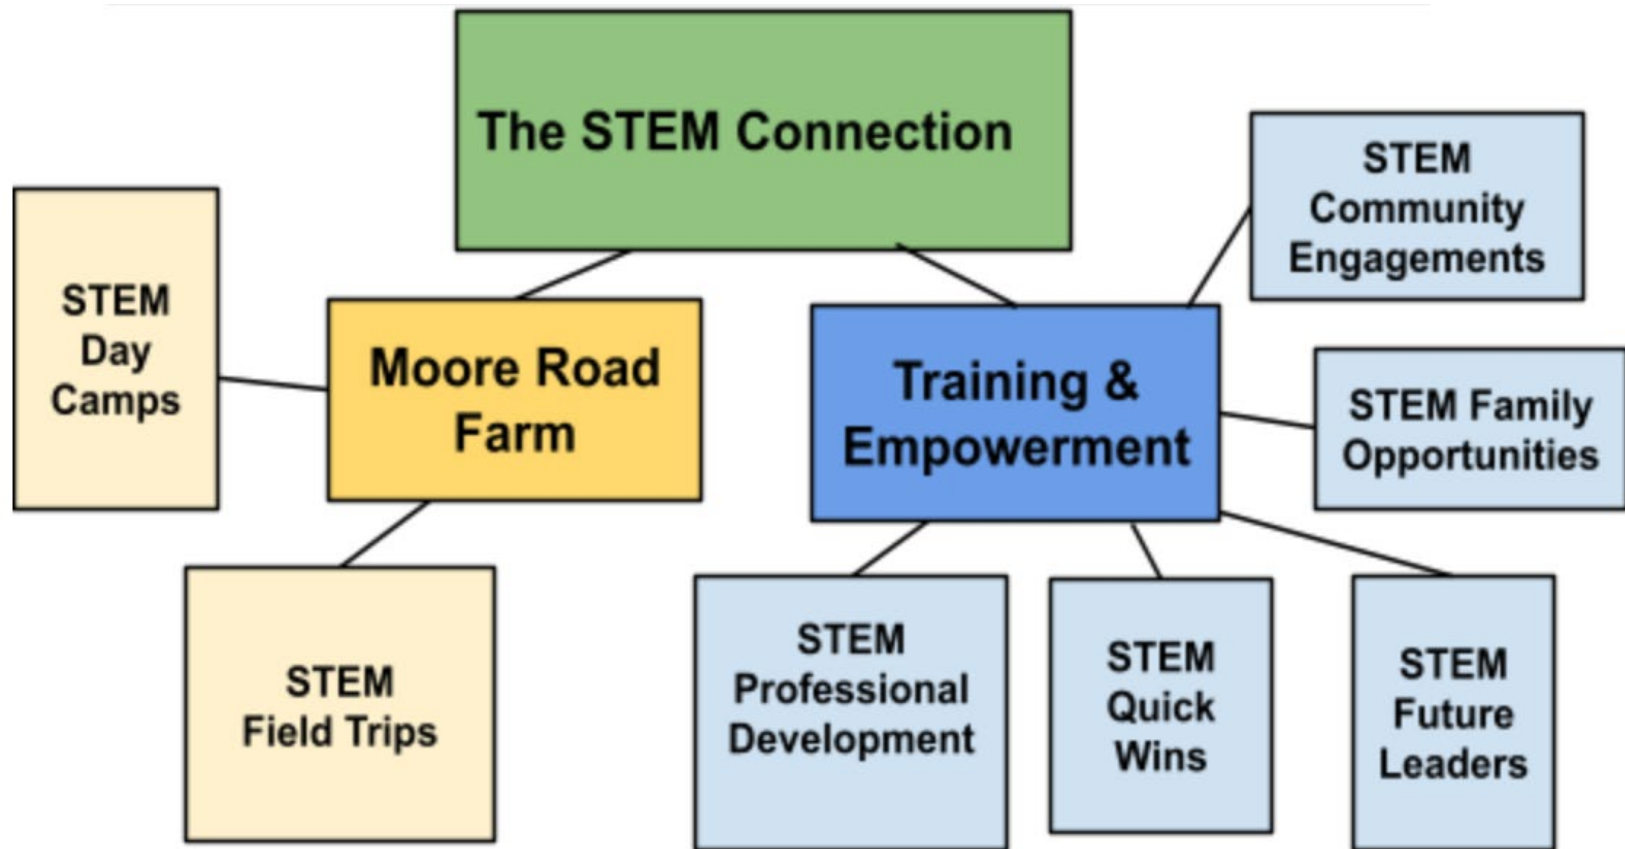 The STEM Connection
STEM
Community
Engagements
STEM
Day
Camps
Moore Road
Farm
Training &
Empowerment
STEM Family
Opportunities
STEM
Field Trips
STEM
Professional
Development
STEM
Quick
Wins
STEM
Future
Leaders